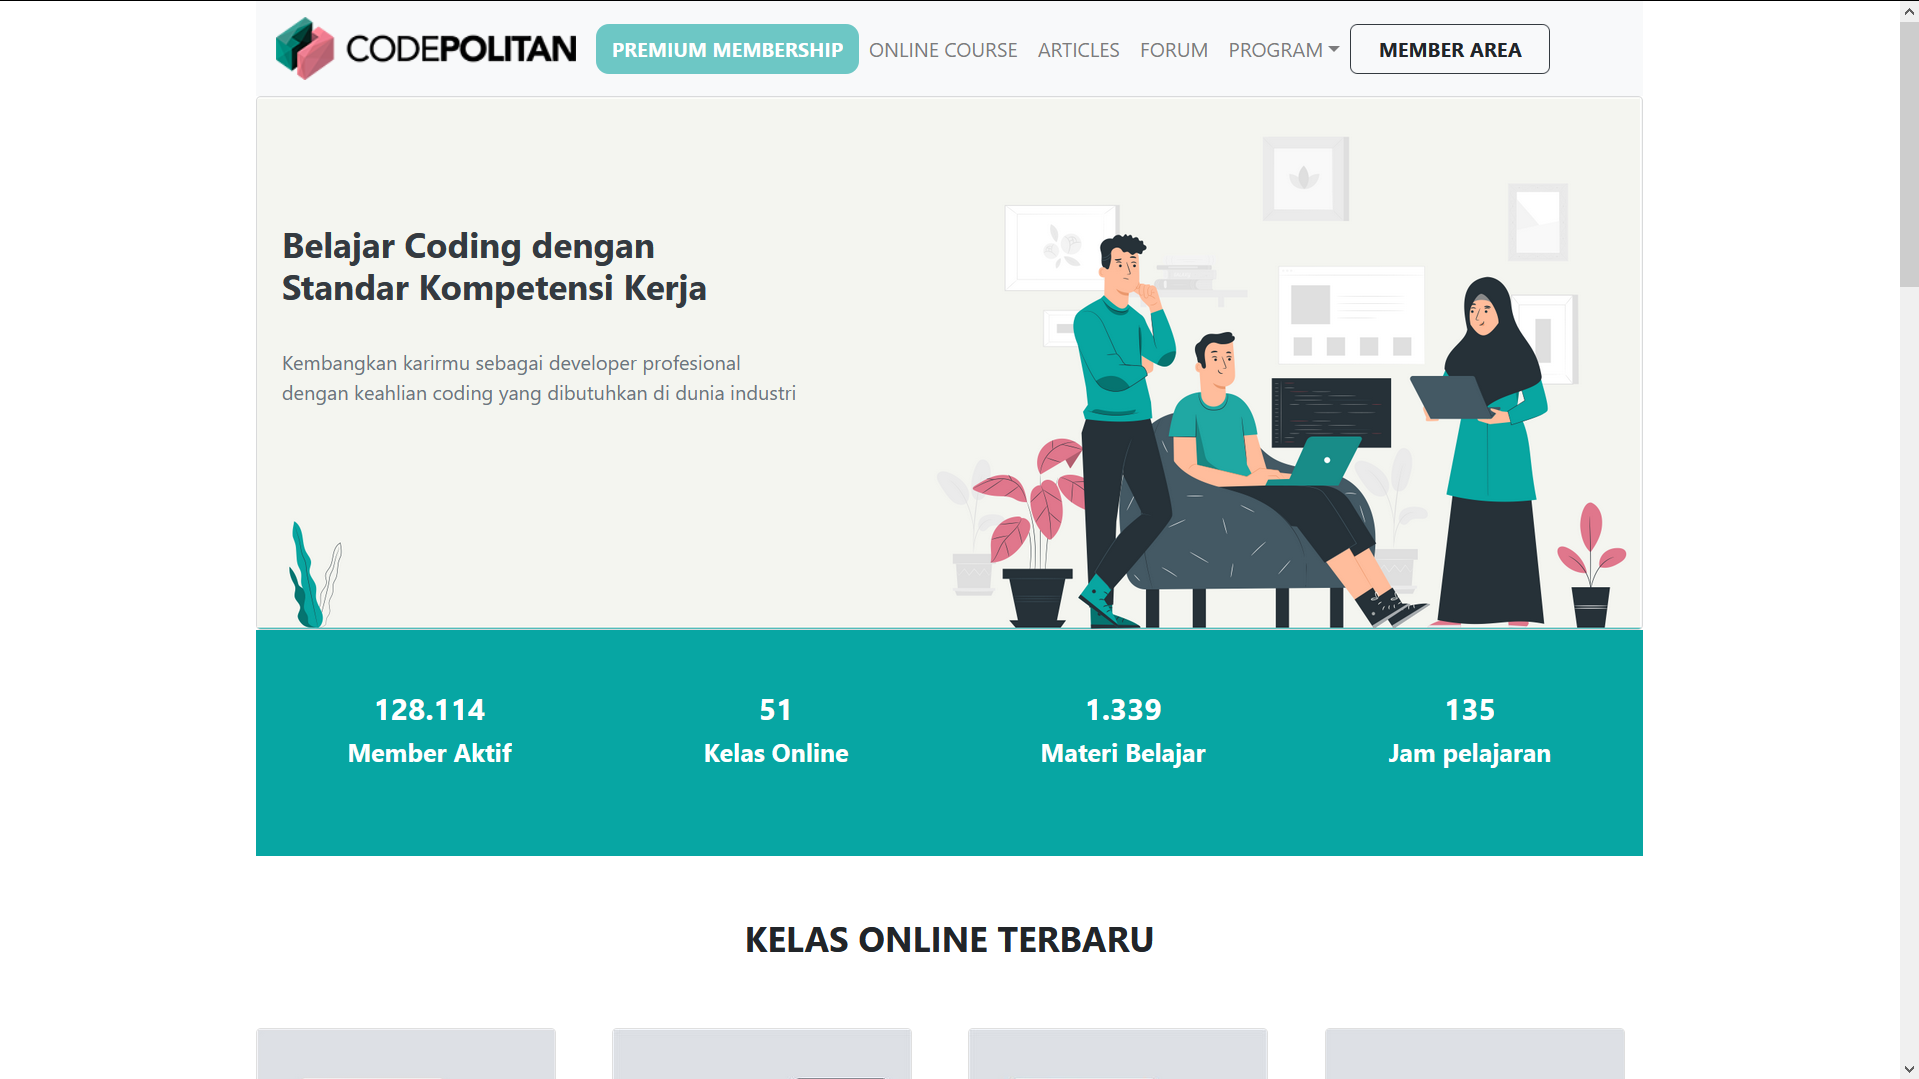 CODEPOLITAN
PREMIUM MEMBERSHIP
ONLINE COURSE
ARTICLES
FORUM
PROGRAM
MEMBER AREA
Belajar Coding dengan
Standar Kompetensi Kerja
Kembangkan karirmu sebagai developer profesional
dengan keahlian coding yang dibutuhkan di dunia industri
128.114
Member Aktif
51
Kelas Online
1.339
Materi Belajar
135
Jam pelajaran
KELAS ONLINE TERBARU